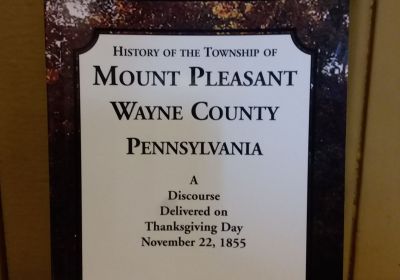 History of the Township of
Mount Pleasant
Wayne County
Pennsylvania
A
Discourse
Delivered on
Thanksgiving Day
November 22, 1855